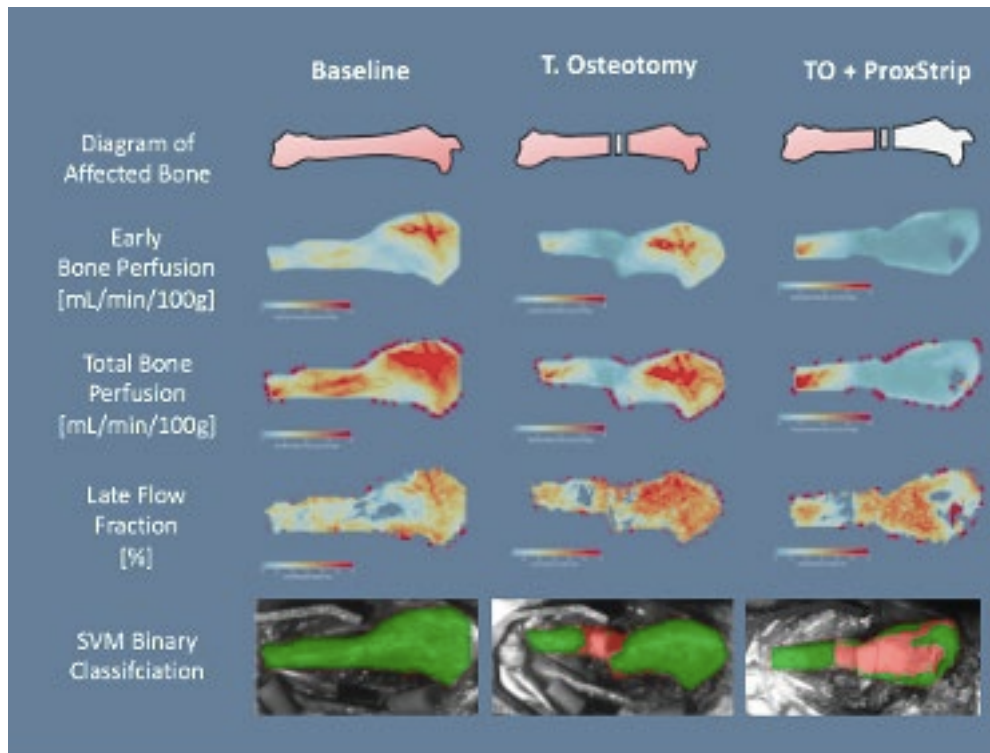 Baseline
T. Osteotomy
TO + ProxStrip
Diagram of
Affected Bone
Early
Bone Perfusion
[mL/min/100g]
Total Bone
Perfusion
[mL/min/100g]
Late Flow
Fraction
[%]
SVM Binary
Classifciation